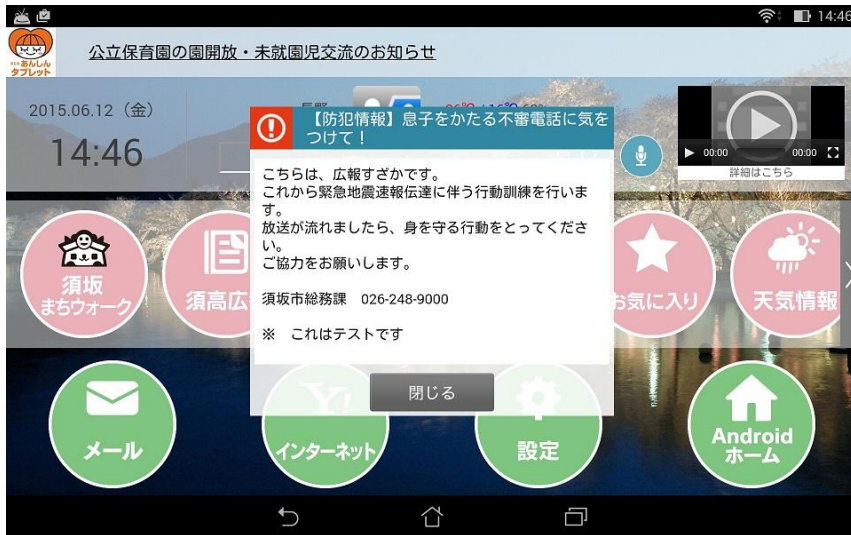 14:46
あんしん
タブレット
公立保育園の園開放・未就園児交流のお知らせ
2015.06.12（金）
14:46
【防犯情報】息子をかたる不審電話に気を
つけて！
こちらは、広報すざかです。
これから緊急地震速報伝達に伴う行動訓練を行いま
す。
放送が流れましたら、身を守る行動をとってくださ
い。
ご協力をお願いします。
須坂市総務課　026-248-9000
※　これはテストです
閉じる
00:00
00:00
詳細はこちら
須坂
まちウォーク
須高広
お気に入り
天気情報
メール
インターネット
設定
Android
ホーム